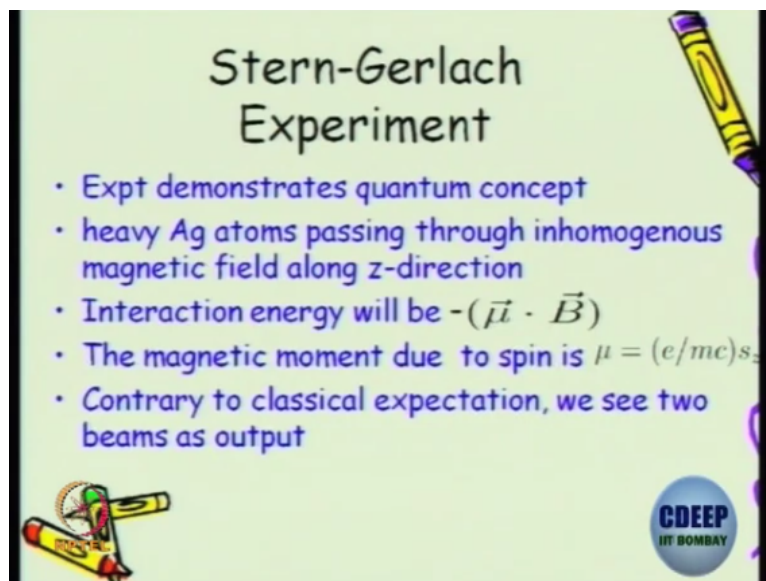 Stern-Gerlach
Experiment
• Expt demonstrates quantum concept
• heavy Ag atoms passing through inhomogenous
magnetic field along z-direction
• Interaction energy will be -(μ⃗ · B⃗)
• The magnetic moment due to spin is μ = (e/mc)s_z
• Contrary to classical expectation, we see two
beams as output
NPTEL
CDEEP
IIT BOMBAY